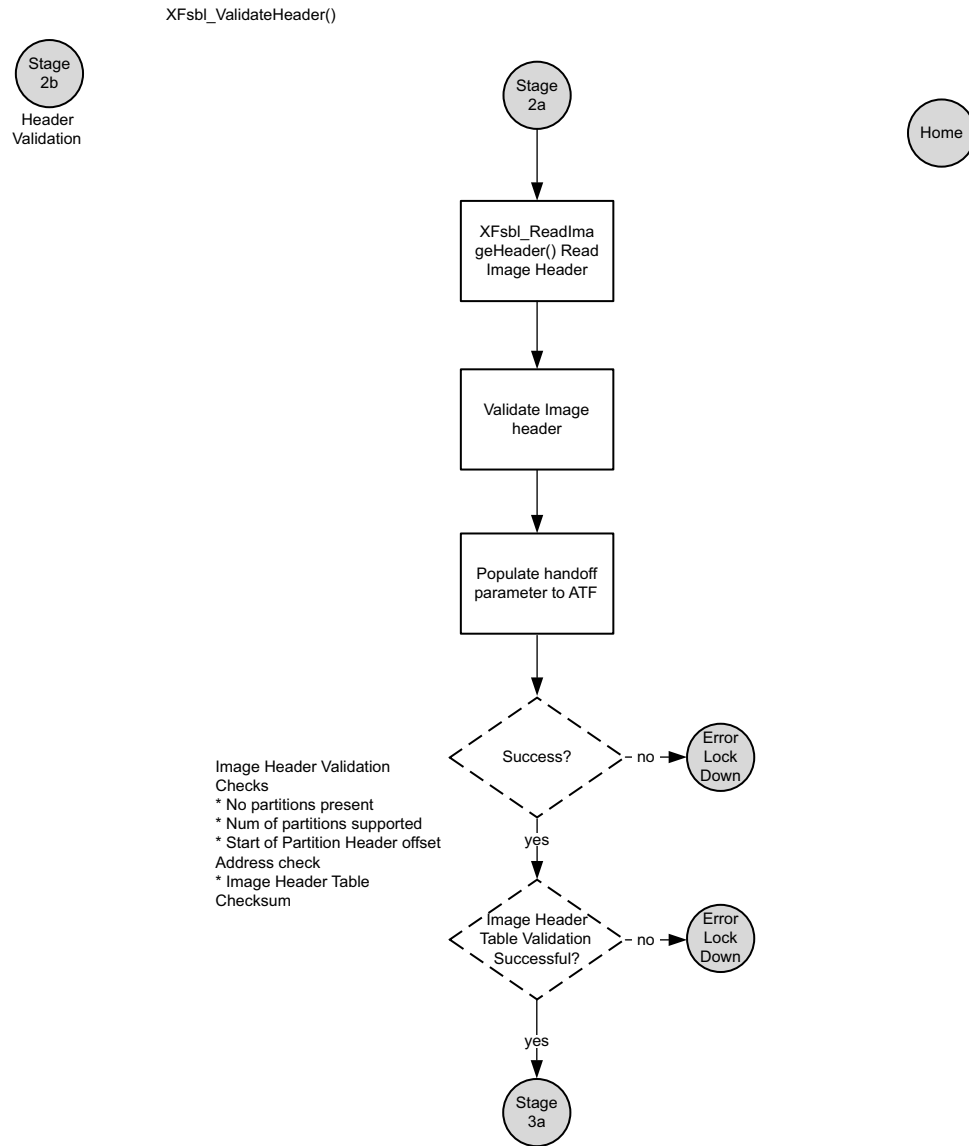 XFsbl_ValidateHeader()
Stage
2b
Header
Validation
Stage
2a
Home
XFsbl_ReadIma
geHeader() Read
Image Header
Validate Image
header
Populate handoff
parameter to ATF
Success?
no
Error
Lock
Down
yes
Image Header Validation
Checks
* No partitions present
* Num of partitions supported
* Start of Partition Header offset
Address check
* Image Header Table
Checksum
Image Header
Table Validation
Successful?
no
Error
Lock
Down
yes
Stage
3a